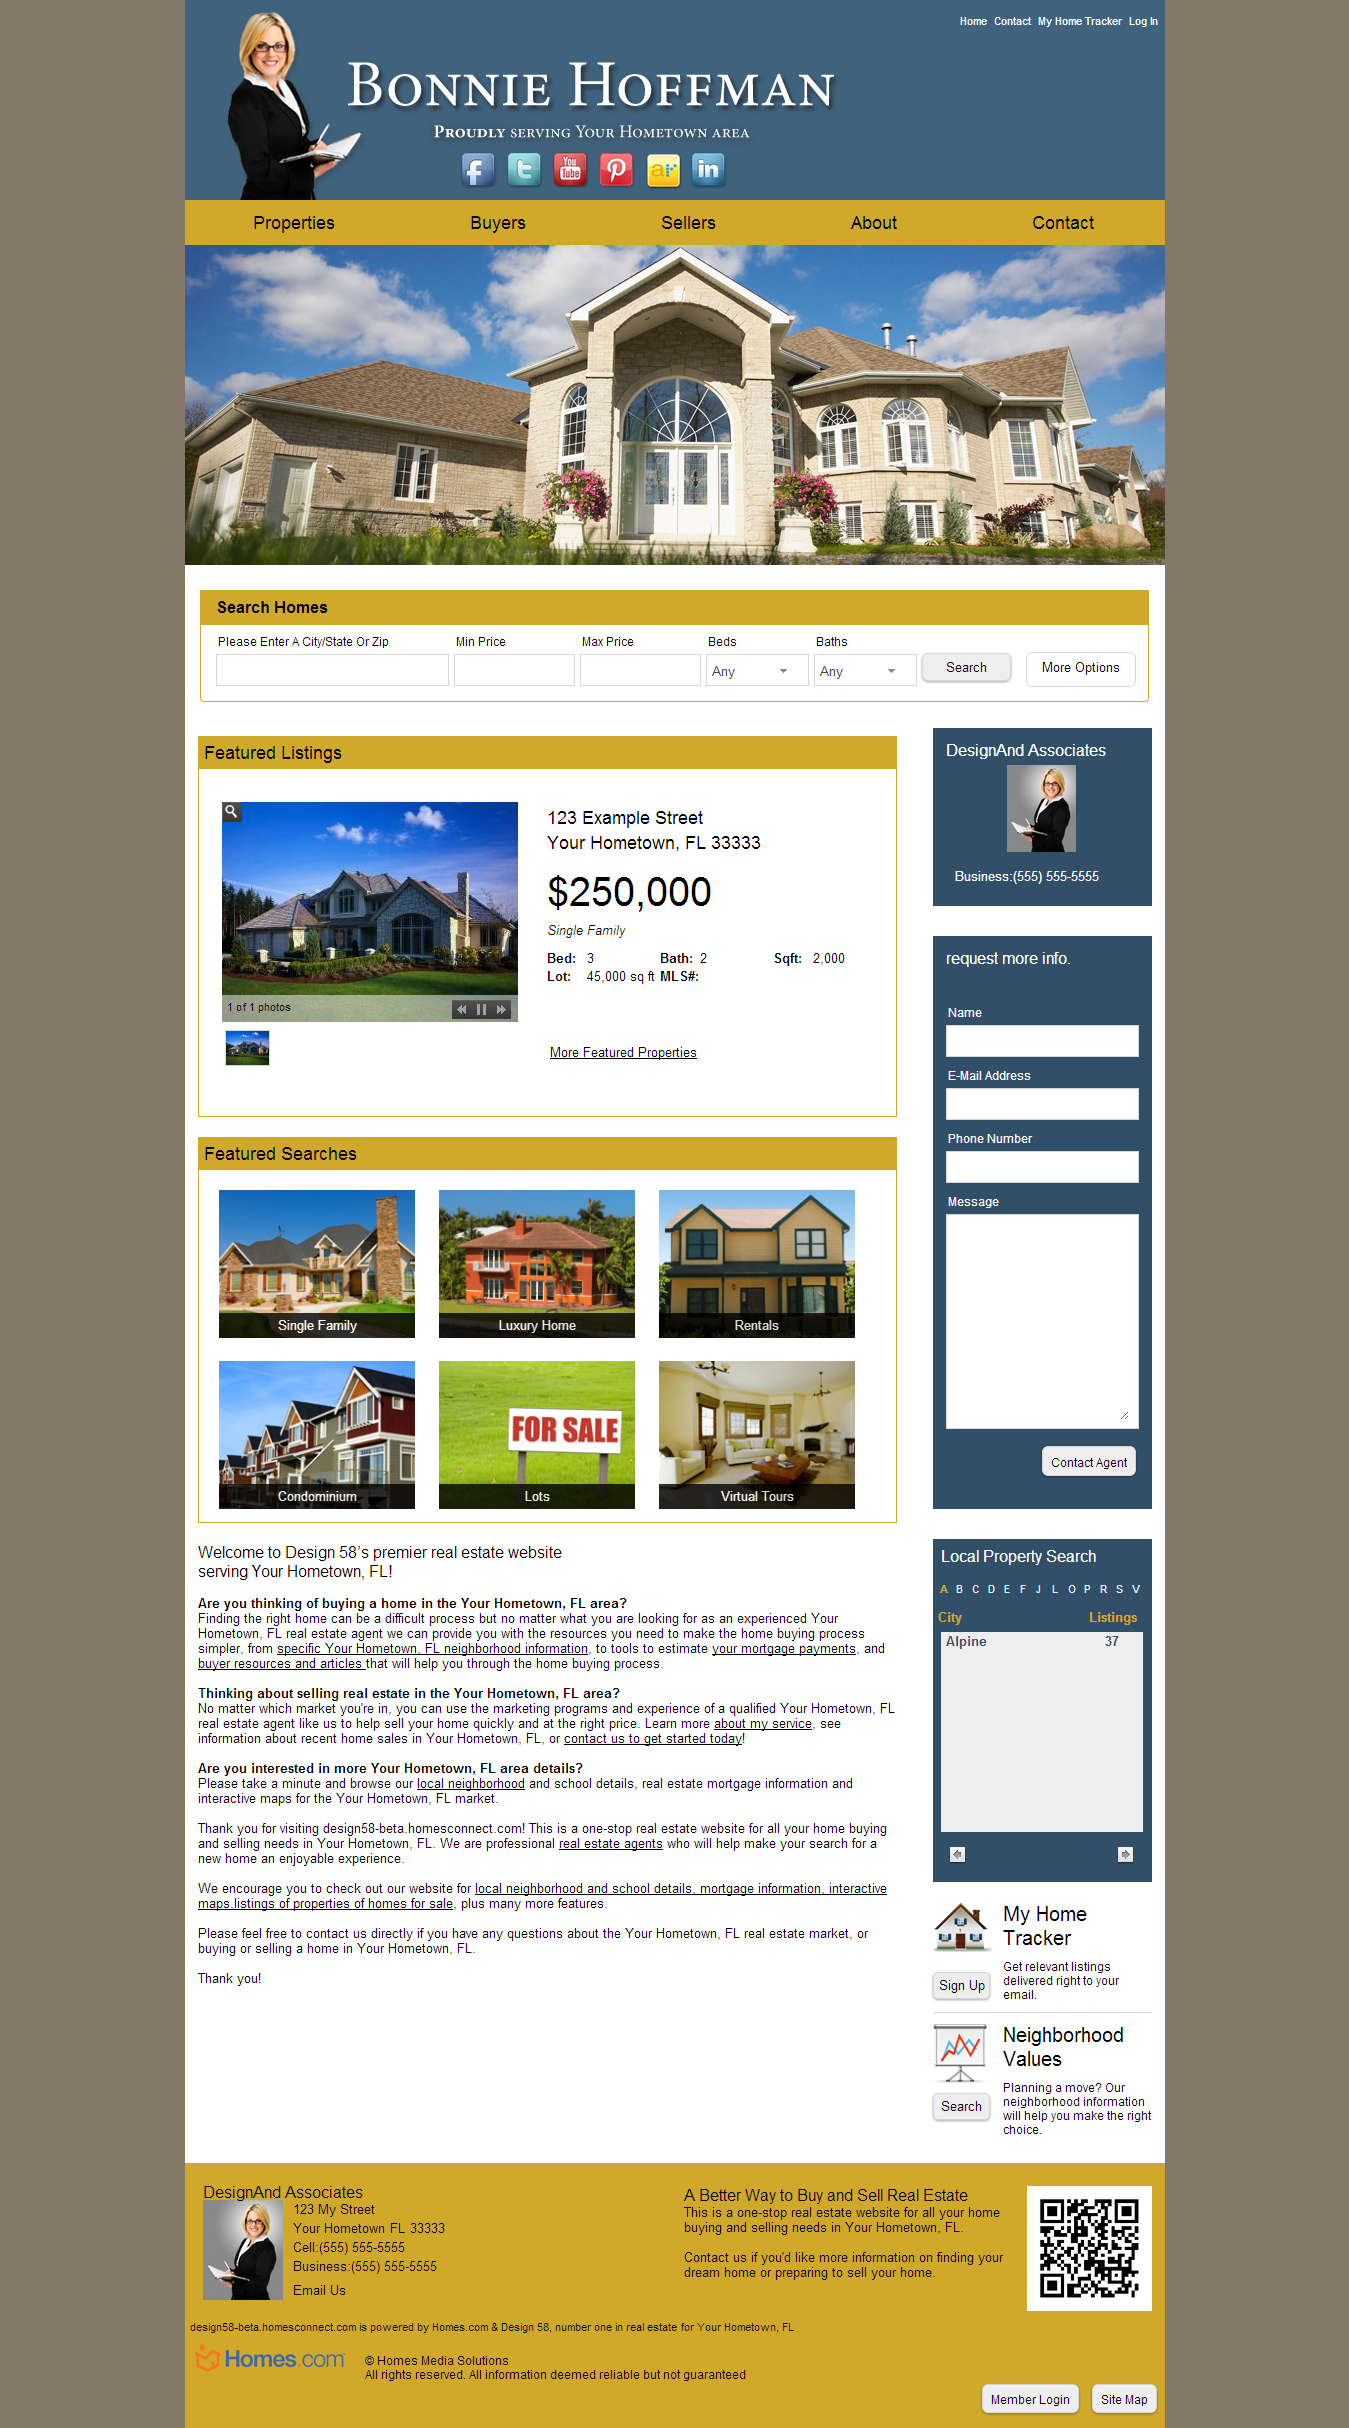 Home Contact My Home Tracker Log In
BONNIE HOFFMAN
PROUDLY SERVING YOUR HOMETOWN AREA
f t You Tube P ar in
Properties Buyers Sellers About Contact
Search Homes
Please Enter A City/State Or Zip Min Price Max Price Beds Baths
Any Any Search More Options
Featured Listings
123 Example Street
Your Hometown, FL 33333
$250,000
Single Family
Bed: 3 Bath: 2 Sqft: 2,000
Lot: 45,000 sq ft MLS#:
1 of 1 photos
More Featured Properties
DesignAnd Associates
Business:(555) 555-5555
request more info.
Name
E-Mail Address
Phone Number
Message
Contact Agent
Featured Searches
Single Family Luxury Home Rentals
FOR SALE
Condominium Lots Virtual Tours
Welcome to Design 58's premier real estate website
serving Your Hometown, FL!
Are you thinking of buying a home in the Your Hometown, FL area?
Finding the right home can be a difficult process but no matter what you are looking for as an experienced Your
Hometown, FL real estate agent we can provide you with the resources you need to make the home buying process
simpler, from specific Your Hometown, FL neighborhood information, to tools to estimate your mortgage payments, and
buyer resources and articles that will help you through the home buying process.
Thinking about selling real estate in the Your Hometown, FL area?
No matter which market you're in, you can use the marketing programs and experience of a qualified Your Hometown, FL
real estate agent like us to help sell your home quickly and at the right price. Learn more about my service, see
information about recent home sales in Your Hometown, FL, or contact us to get started today!
Are you interested in more Your Hometown, FL area details?
Please take a minute and browse our local neighborhood and school details, real estate mortgage information and
interactive maps for the Your Hometown, FL market.
Thank you for visiting design58-beta.homesconnect.com! This is a one-stop real estate website for all your home buying
and selling needs in Your Hometown, FL. We are professional real estate agents who will help make your search for a
new home an enjoyable experience.
We encourage you to check out our website for local neighborhood and school details, mortgage information, interactive
maps,listings of properties of homes for sale, plus many more features.
Please feel free to contact us directly if you have any questions about the Your Hometown, FL real estate market, or
buying or selling a home in Your Hometown, FL.
Thank you!
Local Property Search
A B C D E F J L O P R S V
City Listings
Alpine 37
My Home
Tracker
Get relevant listings
delivered right to your
email.
Sign Up
Neighborhood
Values
Planning a move? Our
neighborhood information
will help you make the right
choice.
Search
DesignAnd Associates
123 My Street
Your Hometown FL 33333
Cell:(555) 555-5555
Business:(555) 555-5555
Email Us
A Better Way to Buy and Sell Real Estate
This is a one-stop real estate website for all your home
buying and selling needs in Your Hometown, FL.
Contact us if you'd like more information on finding your
dream home or preparing to sell your home.
design58-beta.homesconnect.com is powered by Homes.com & Design 58, number one in real estate for Your Hometown, FL
Homes.com
© Homes Media Solutions
All rights reserved. All information deemed reliable but not guaranteed
Member Login Site Map